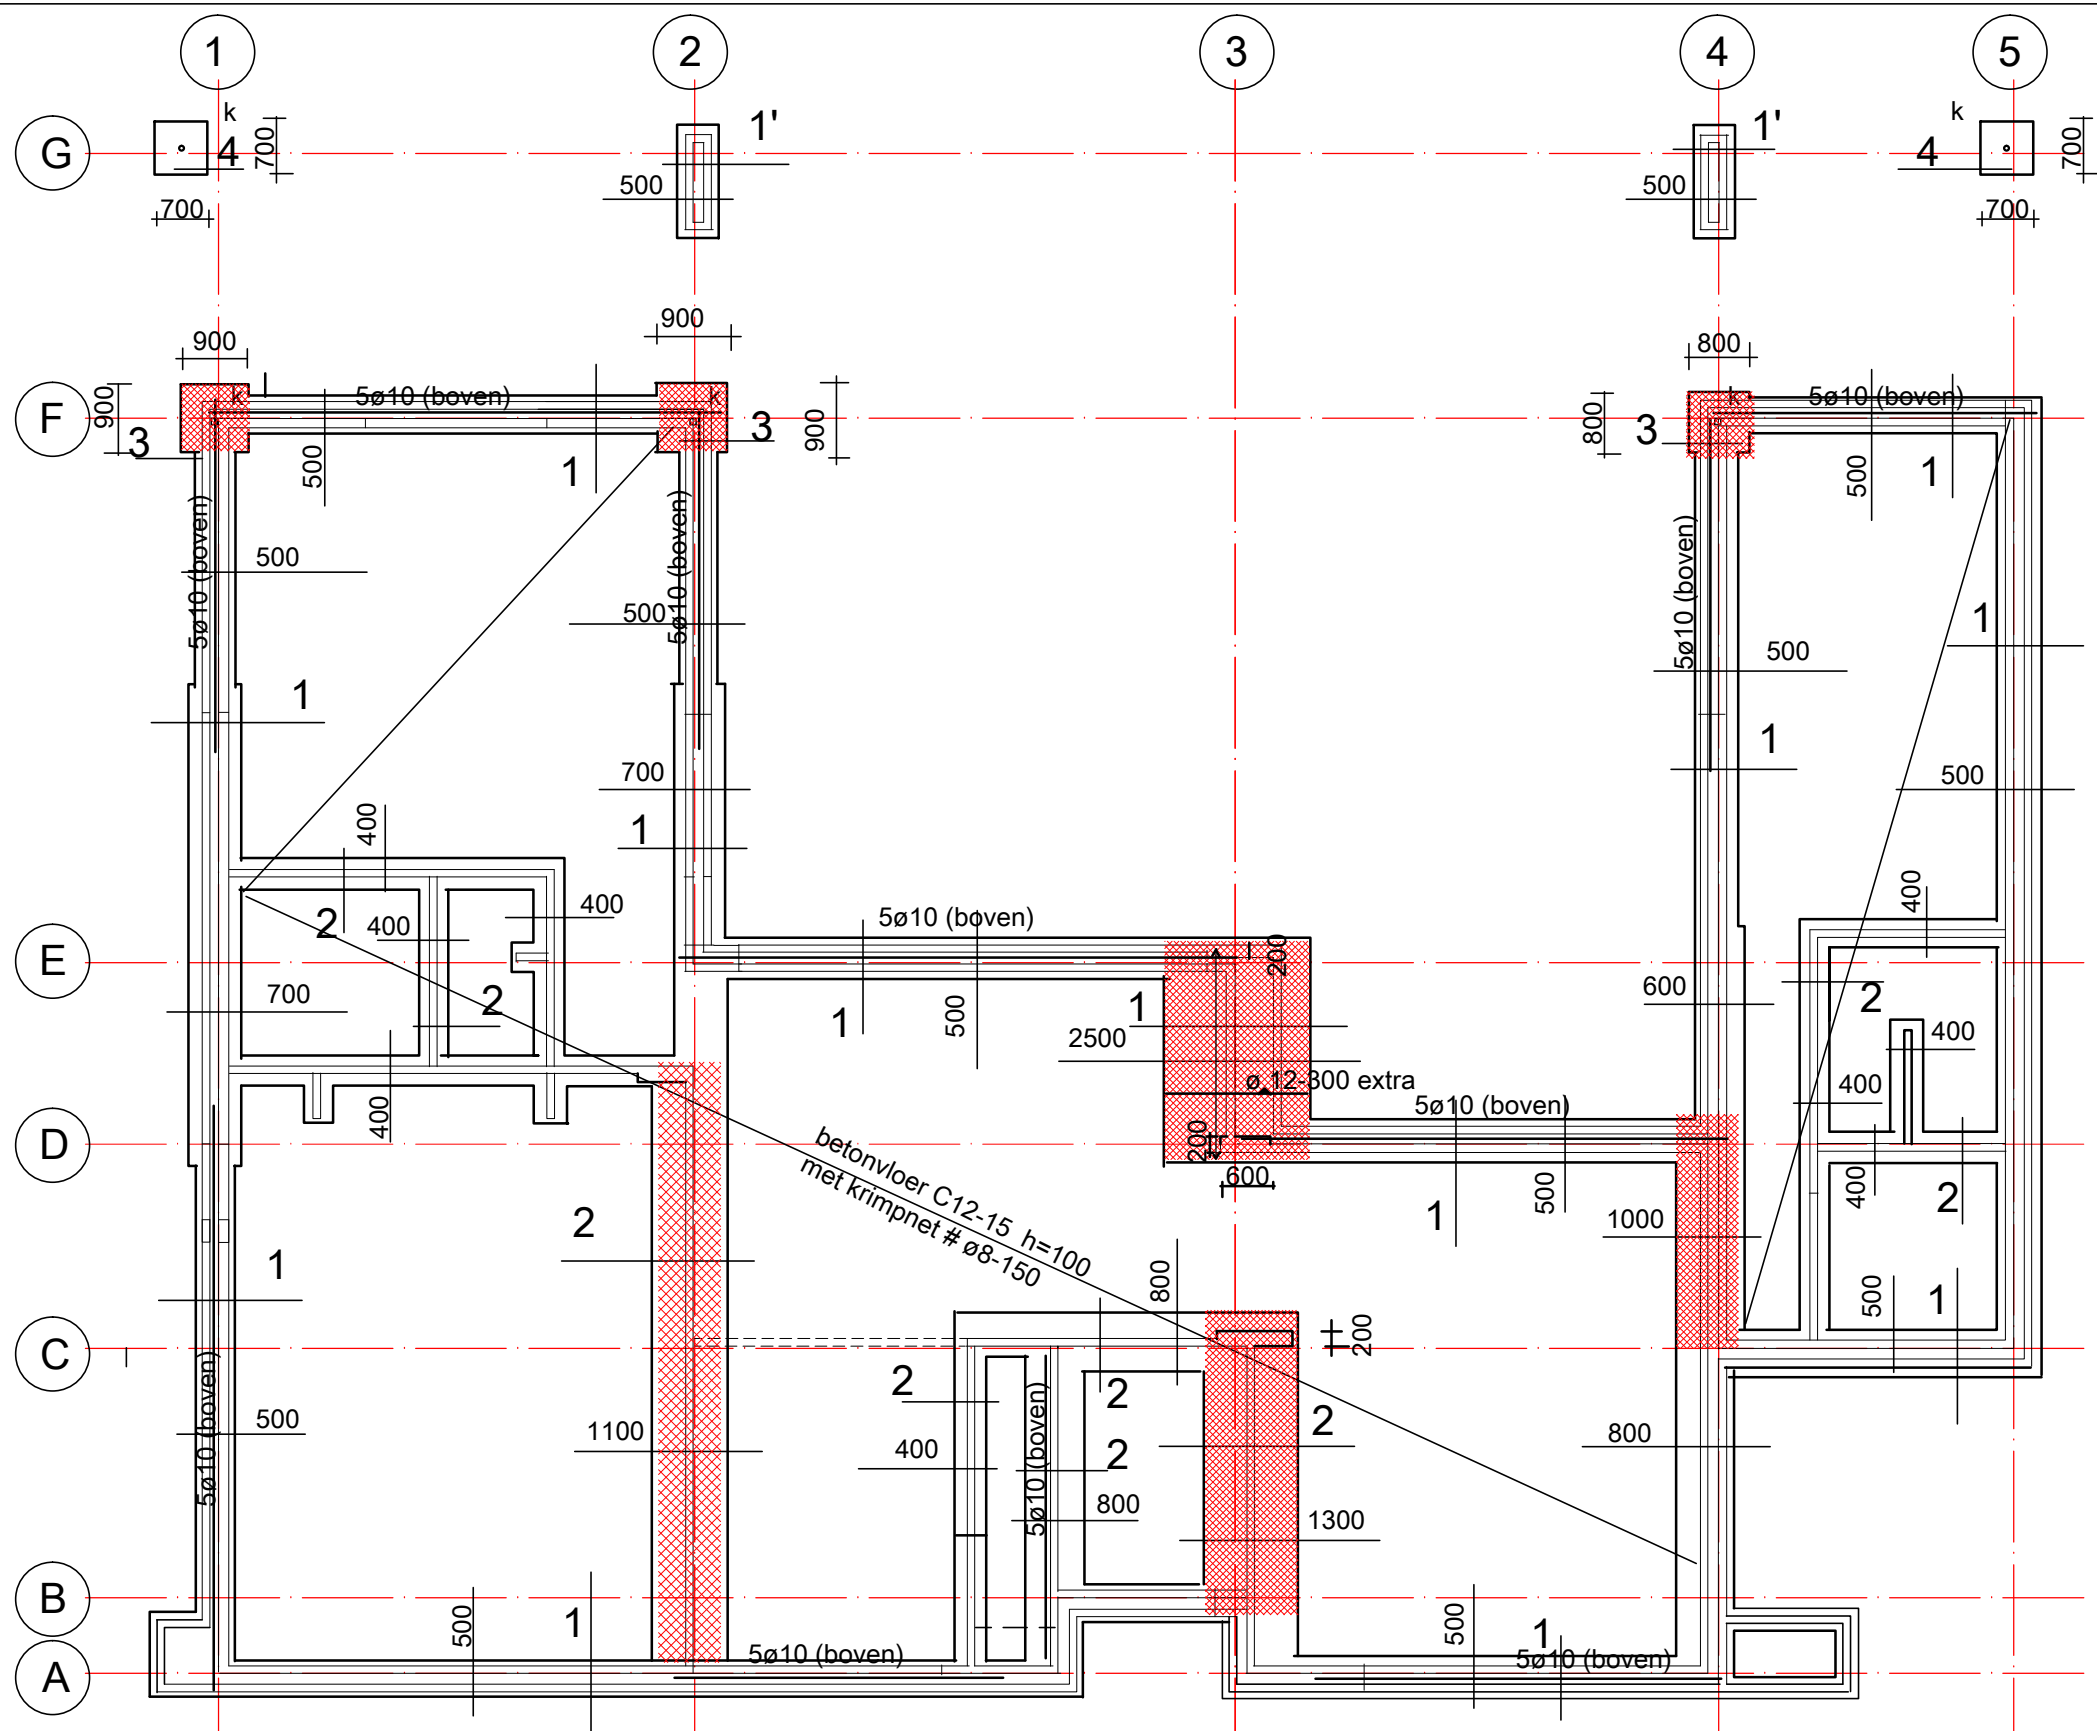 1 2 3 4 5
G k 4 700 1' 1' k 4 700
500 500
700 700
900 900 800
F 900 k 5ø10 (boven) k 900 800 k 5ø10 (boven)
3 3 3
500 1 500 1
5ø10 (boven) 5ø10 (boven) 5ø10 (boven)
500 500 500 1
1 1
700 500
400 1
400 400
2 400 5ø10 (boven)
E 200
700 2 1 500 1 600 2
2500 400
ø 12-300 extra 400
400 5ø10 (boven)
D 200
600 500 400 2
betonvloer C12-15 h=100
met krimpnet # ø8-150
2 1 1000
1 800 500 1
C 200
5ø10 (boven) 2 5ø10 (boven) 2 2
500 1100 400 2 800
800 1300
B 500 1 500 1
A 5ø10 (boven) 5ø10 (boven)